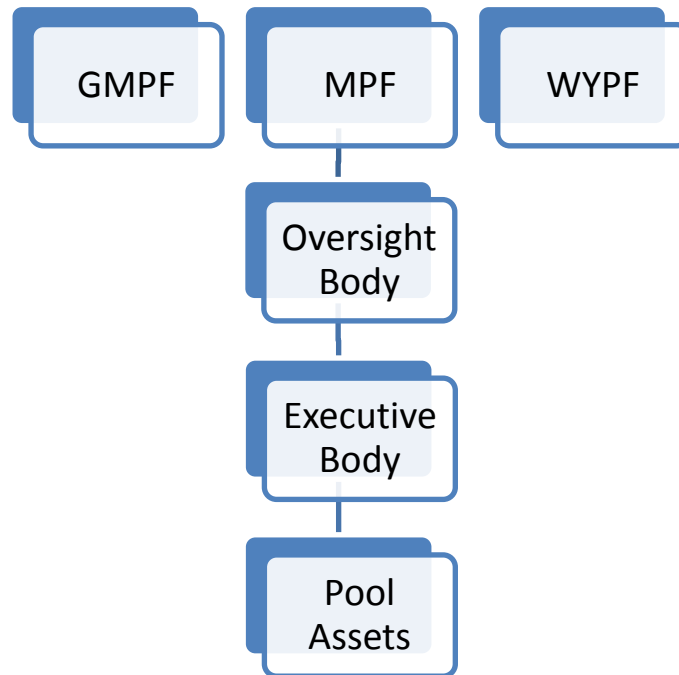 GMPF
MPF
WYPF
Oversight
Body
Executive
Body
Pool
Assets